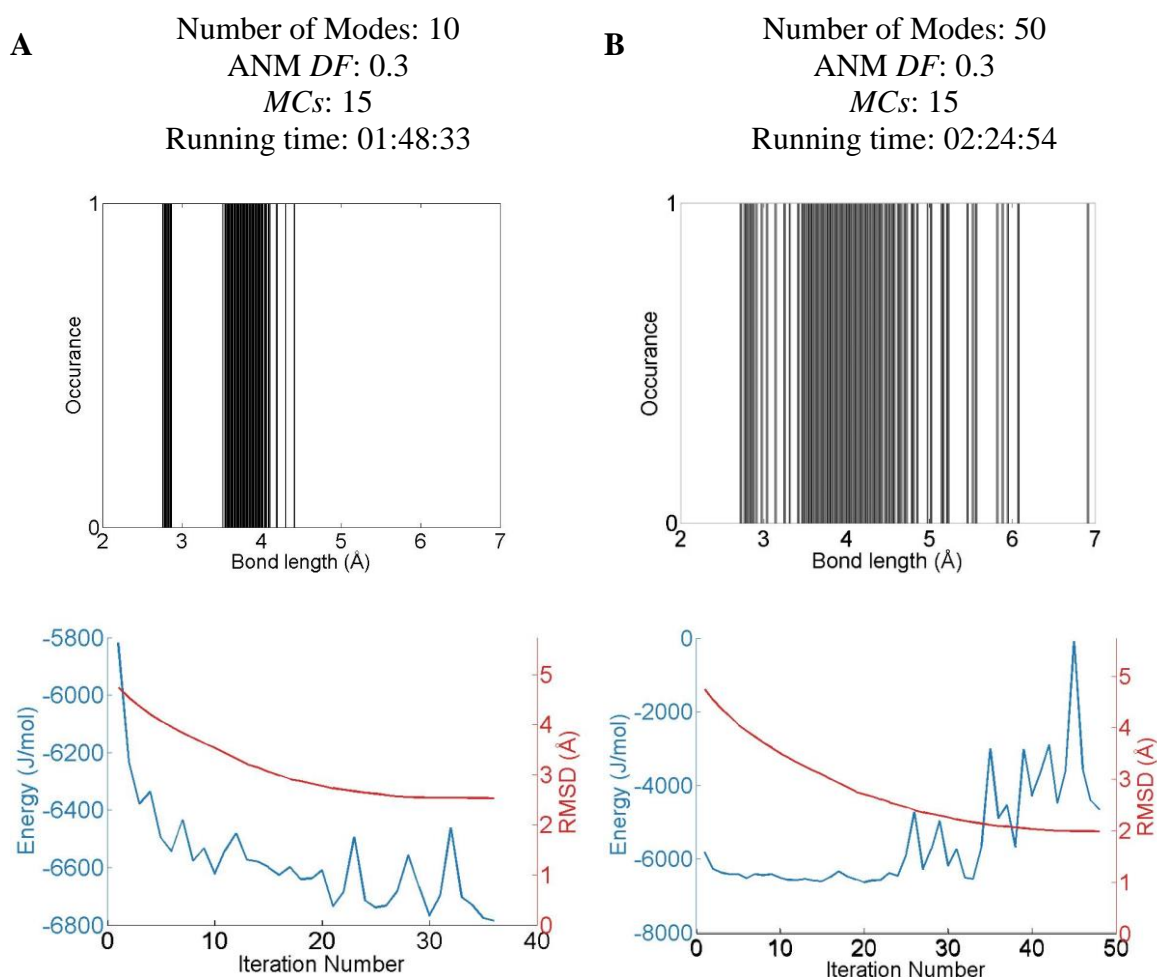 A
Number of Modes: 10
ANM DF: 0.3
MCs: 15
Running time: 01:48:33
B
Number of Modes: 50
ANM DF: 0.3
MCs: 15
Running time: 02:24:54
1
Occurance
0
2 3 4 5 6 7
Bond length (Å)
1
Occurance
0
2 3 4 5 6 7
Bond length (Å)
Energy (J/mol)
-5800
-6000
-6200
-6400
-6600
-6800
0 10 20 30 40
Iteration Number
5
4
3
2
1
0
RMSD (Å)
Energy (J/mol)
0
-2000
-4000
-6000
-8000
0 10 20 30 40 50
Iteration Number
5
4
3
2
1
0
RMSD (Å)